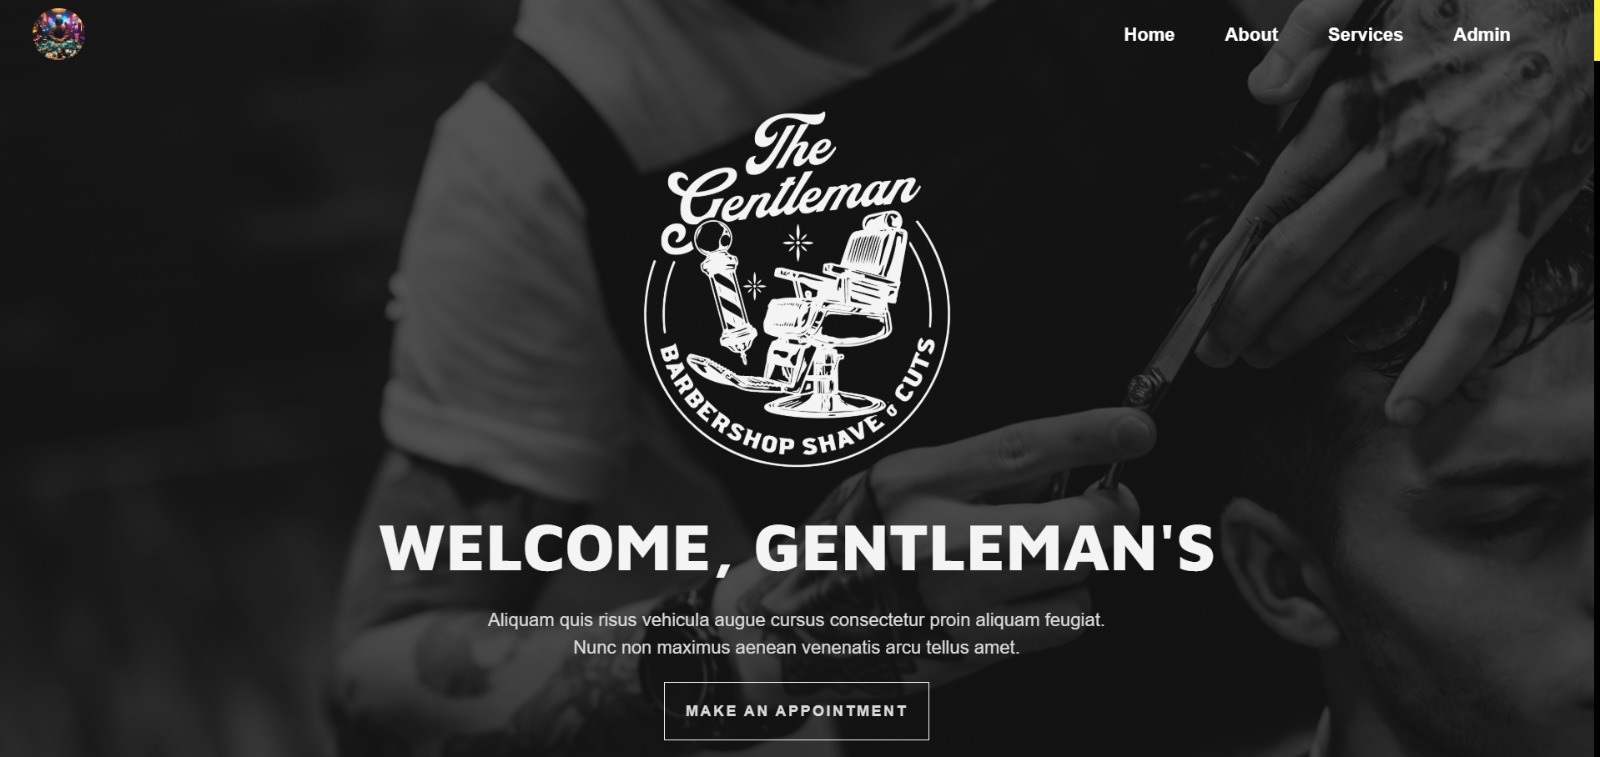 Home About Services Admin
The
Gentleman
BARBERSHOP SHAVE & CUTS
WELCOME, GENTLEMAN'S
Aliquam quis risus vehicula augue cursus consectetur proin aliquam feugiat.
Nunc non maximus aenean venenatis arcu tellus amet.
MAKE AN APPOINTMENT